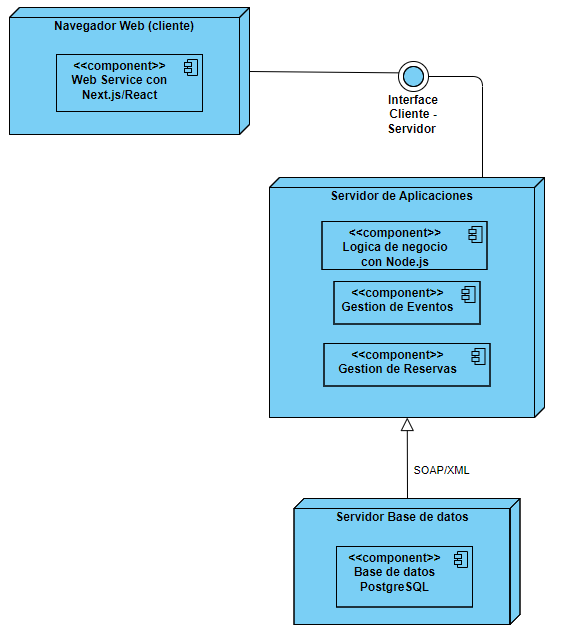 Navegador Web (cliente)
<<component>>
Web Service con
Next.js/React
Interface
Cliente -
Servidor
Servidor de Aplicaciones
<<component>>
Logica de negocio
con Node.js
<<component>>
Gestion de Eventos
<<component>>
Gestion de Reservas
SOAP/XML
Servidor Base de datos
<<component>>
Base de datos
PostgreSQL